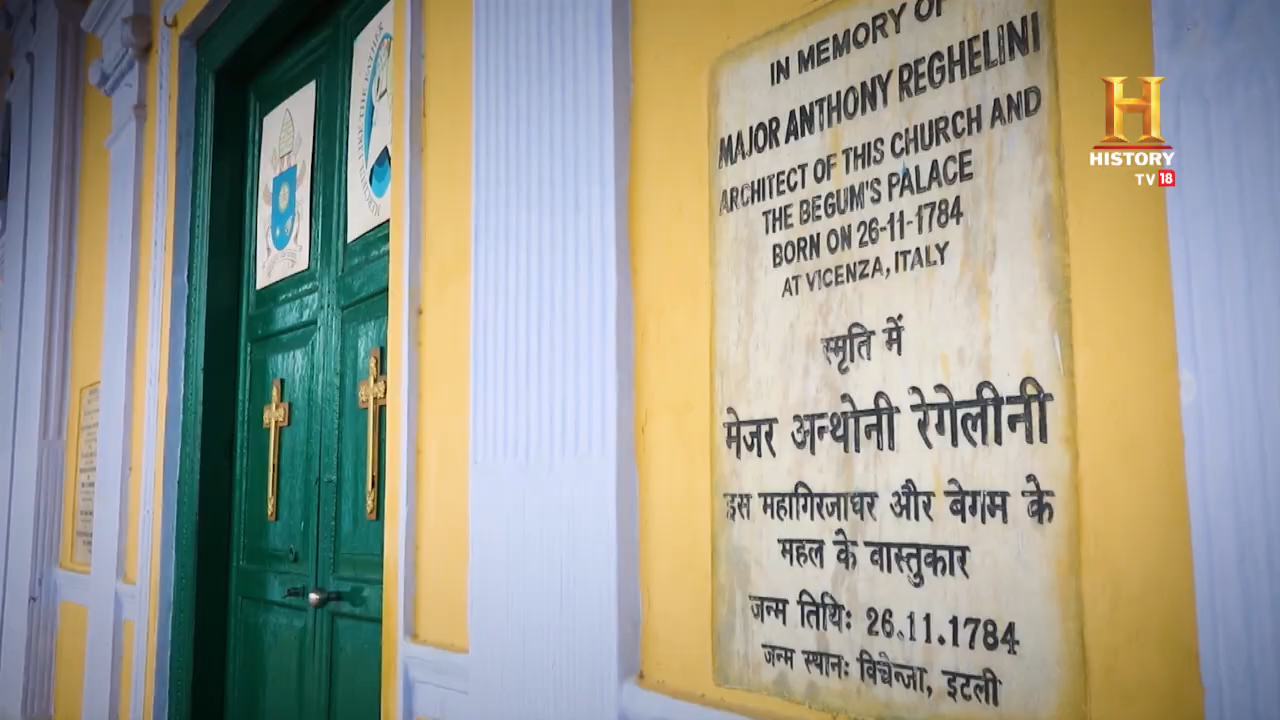 IN MEMORY OF
MAJOR ANTHONY REGHELINI
ARCHITECT OF THIS CHURCH AND
THE BEGUM'S PALACE
BORN ON 26-11-1784
AT VICENZA, ITALY
स्मृति में
मेजर अन्थोनी रेगेलीनी
इस महागिरजाघर और बेगम के
महल के वास्तुकार
जन्म तिथि: 26.11.1784
जन्म स्थान: विचेन्जा, इटली
H
HISTORY
TV 18